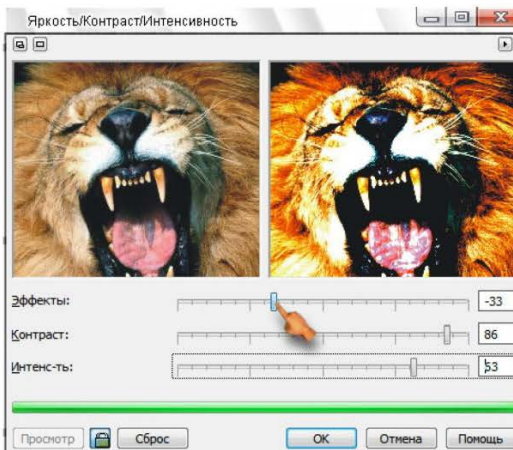 Яркость/Контраст/Интенсивность
Эффекты: -33
Контраст: 86
Интенс-ть: 53
Просмотр Сброс OK Отмена Помощь